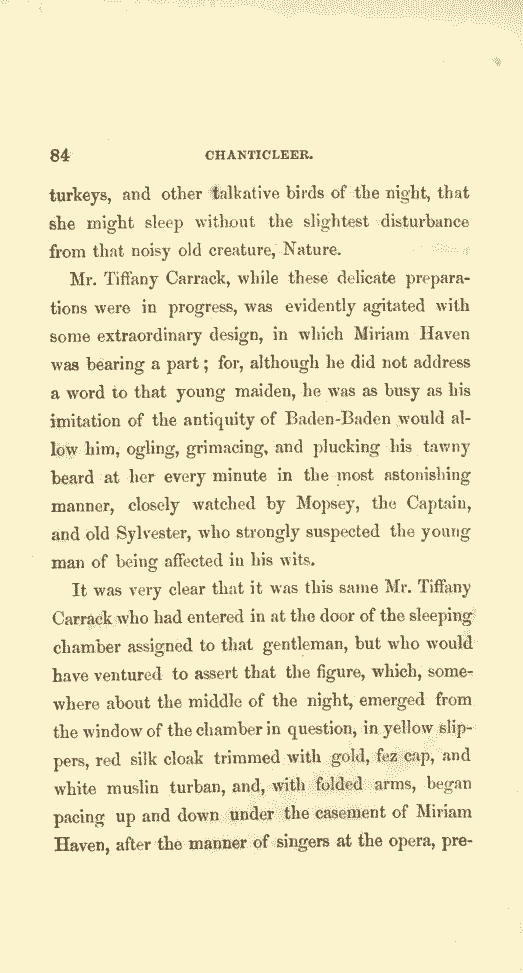 84 CHANTICLEER.
turkeys, and other talkative birds of the night, that
she might sleep without the slightest disturbance
from that noisy old creature, Nature.
Mr. Tiffany Carrack, while these delicate prepara-
tions were in progress, was evidently agitated with
some extraordinary design, in which Miriam Haven
was bearing a part; for, although he did not address
a word to that young maiden, he was as busy as his
imitation of the antiquity of Baden-Baden would al-
low him, ogling, grimacing, and plucking his tawny
beard at her every minute in the most astonishing
manner, closely watched by Mopsey, the Captain,
and old Sylvester, who strongly suspected the young
man of being affected in his wits.
It was very clear that it was this same Mr. Tiffany
Carrack who had entered in at the door of the sleeping
chamber assigned to that gentleman, but who would
have ventured to assert that the figure, which, some-
where about the middle of the night, emerged from
the window of the chamber in question, in yellow slip-
pers, red silk cloak trimmed with gold, fez cap, and
white muslin turban, and, with folded arms, began
pacing up and down under the casement of Miriam
Haven, after the manner of singers at the opera, pre-